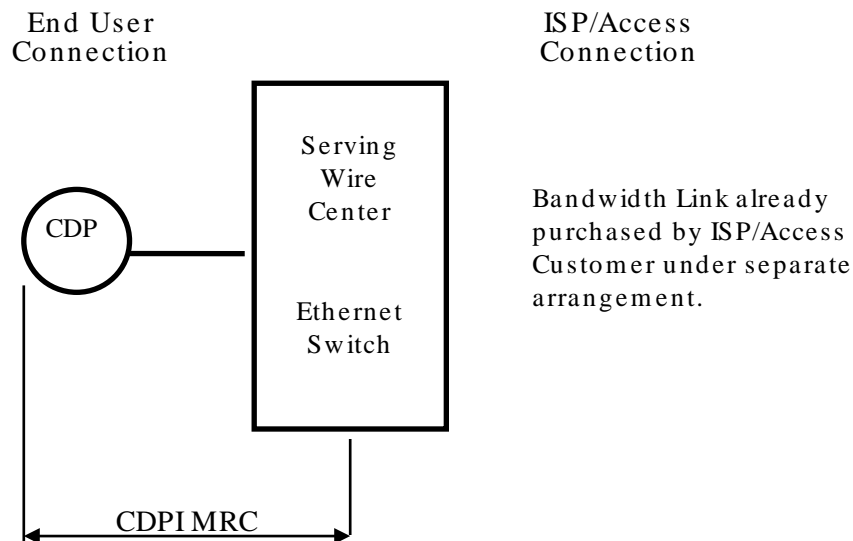 End User
Connection
ISP/Access
Connection
Serving
Wire
Center
CDP
Bandwidth Link already
purchased by ISP/Access
Customer under separate
arrangement.
Ethernet
Switch
CDPI MRC